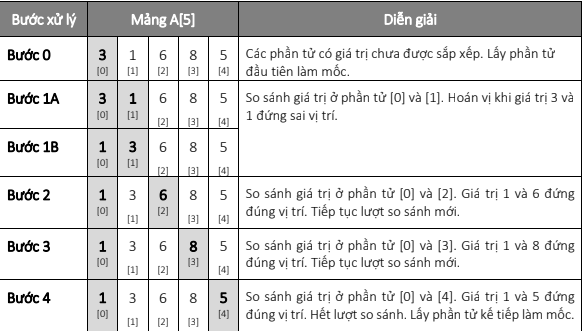 Bước xử lý Mảng A[5] Diễn giải
Bước 0 3 1 6 8 5 Các phần tử có giá trị chưa được sắp xếp. Lấy phần tử
[0] [1] [2] [3] [4] đầu tiên làm mốc.
Bước 1A 3 1 6 8 5 So sánh giá trị ở phần tử [0] và [1]. Hoán vị khi giá trị 3 và
[0] [1] [2] [3] [4] 1 đứng sai vị trí.
Bước 1B 1 3 6 8 5
[0] [1] [2] [3] [4]
Bước 2 1 3 6 8 5 So sánh giá trị ở phần tử [0] và [2]. Giá trị 1 và 6 đứng
[0] [1] [2] [3] [4] đúng vị trí. Tiếp tục lượt so sánh mới.
Bước 3 1 3 6 8 5 So sánh giá trị ở phần tử [0] và [3]. Giá trị 1 và 8 đứng
[0] [1] [2] [3] [4] đúng vị trí. Tiếp tục lượt so sánh mới.
Bước 4 1 3 6 8 5 So sánh giá trị ở phần tử [0] và [4]. Giá trị 1 và 5 đứng
[0] [1] [2] [3] [4] đúng vị trí. Hết lượt so sánh. Lấy phần tử kế tiếp làm mốc.